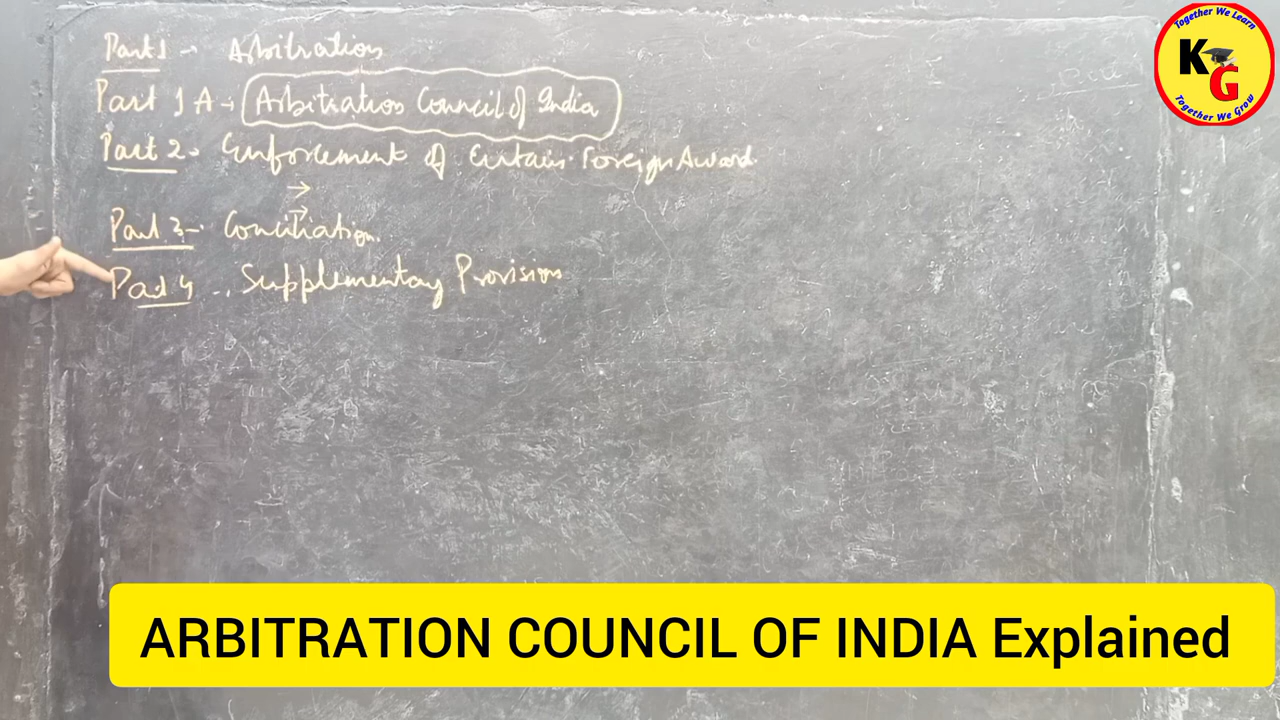 Part 1 - Arbitration
Part 1 A - Arbitration Council of India
Part 2 - Enforcement of Certain Foreign Award.
→
→
Part 3 - Conciliation.
Part 4 - Supplementary Provision
Together We Learn
KG
Together We Grow
ARBITRATION COUNCIL OF INDIA Explained